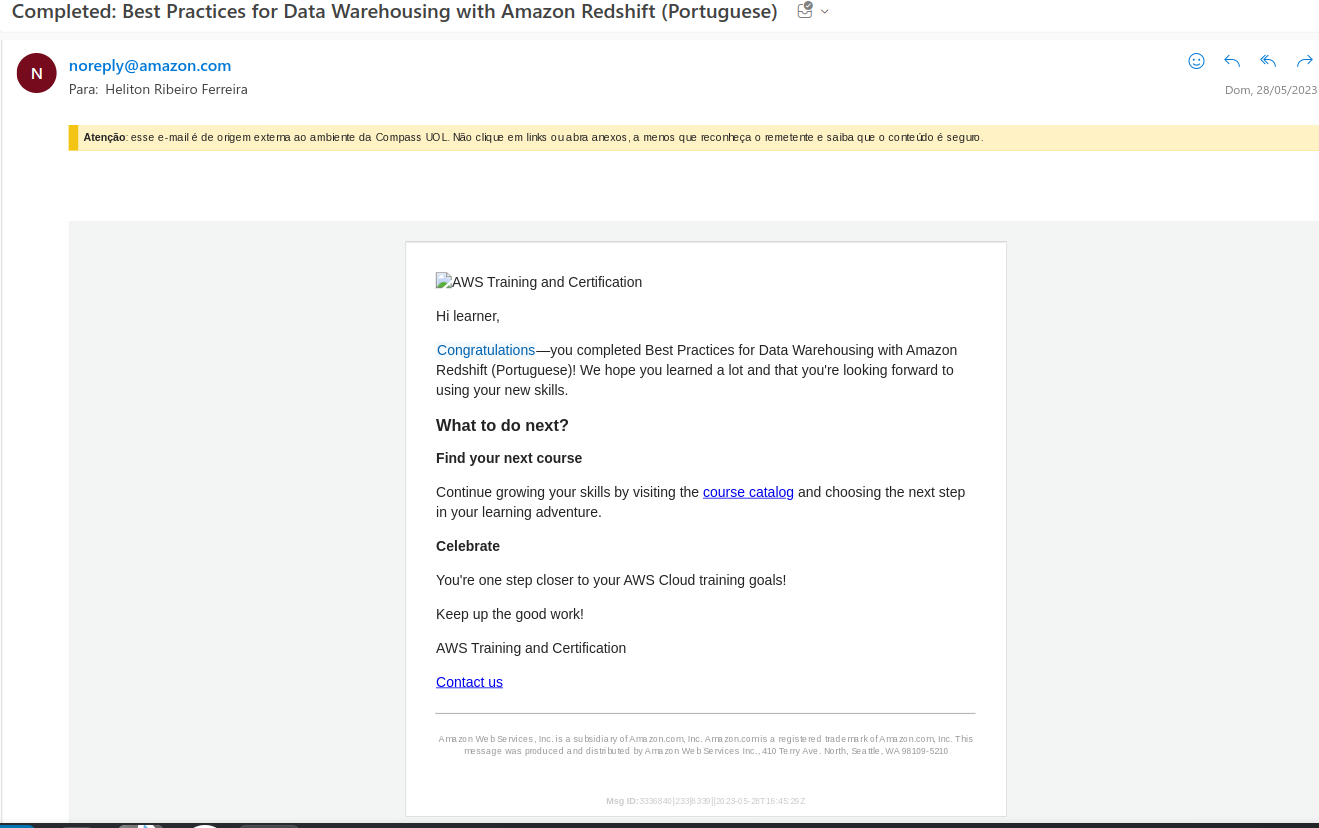 Completed: Best Practices for Data Warehousing with Amazon Redshift (Portuguese)
N
noreply@amazon.com
Para: Heliton Ribeiro Ferreira
Dom, 28/05/2023
Atenção: esse e-mail é de origem externa ao ambiente da Compass UOL. Não clique em links ou abra anexos, a menos que reconheça o remetente e saiba que o conteúdo é seguro.
AWS Training and Certification
Hi learner,
Congratulations—you completed Best Practices for Data Warehousing with Amazon
Redshift (Portuguese)! We hope you learned a lot and that you're looking forward to
using your new skills.
What to do next?
Find your next course
Continue growing your skills by visiting the course catalog and choosing the next step
in your learning adventure.
Celebrate
You're one step closer to your AWS Cloud training goals!
Keep up the good work!
AWS Training and Certification
Contact us
Amazon Web Services, Inc. is a subsidiary of Amazon.com, Inc. Amazon.com is a registered trademark of Amazon.com, Inc. This
message was produced and distributed by Amazon Web Services Inc., 410 Terry Ave. North, Seattle, WA 98109-5210
Msg ID:3336840|233|6339||2023-05-28T16:45:29Z